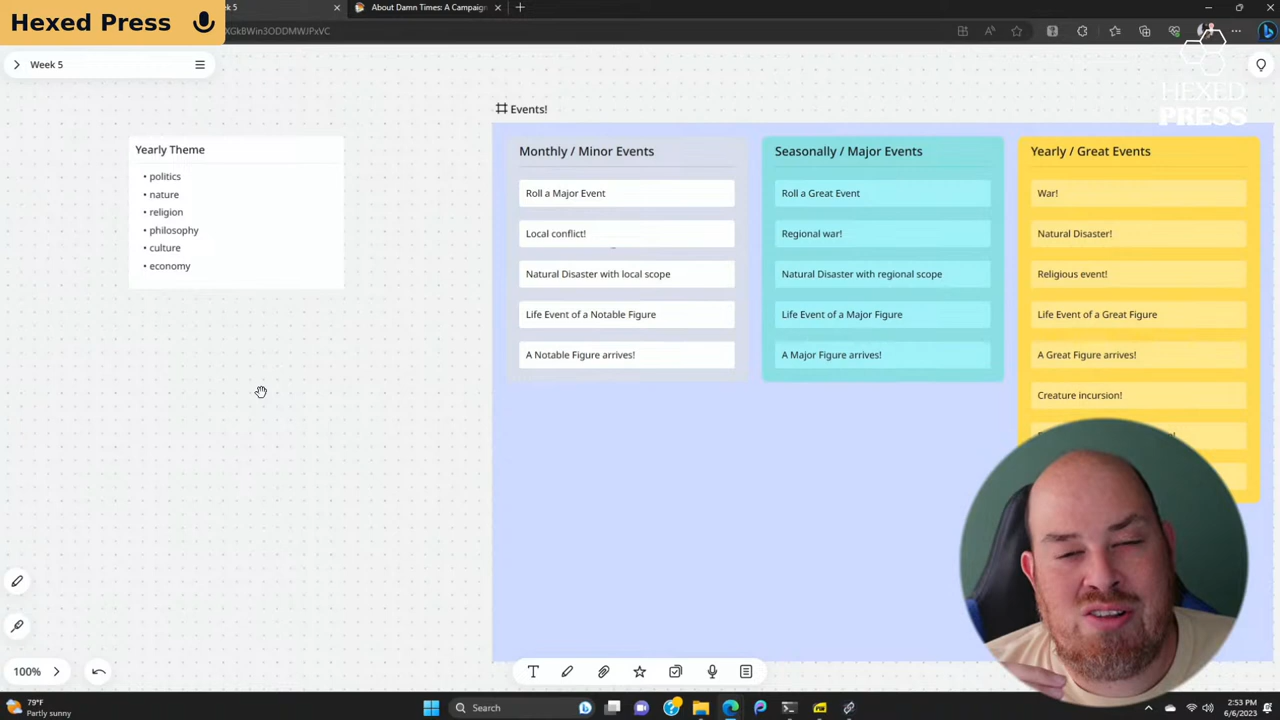 Hexed Press
k 5
About Damn Times: A Campaign
XGkBWin3ODDMWJPxVC
Week 5
HEXED
PRESS
Events!
Yearly Theme
• politics
• nature
• religion
• philosophy
• culture
• economy
Monthly / Minor Events
Roll a Major Event
Local conflict!
Natural Disaster with local scope
Life Event of a Notable Figure
A Notable Figure arrives!
Seasonally / Major Events
Roll a Great Event
Regional war!
Natural Disaster with regional scope
Life Event of a Major Figure
A Major Figure arrives!
Yearly / Great Events
War!
Natural Disaster!
Religious event!
Life Event of a Great Figure
A Great Figure arrives!
Creature incursion!
100%
79°F
Partly sunny
Search
2:53 PM
6/6/2023